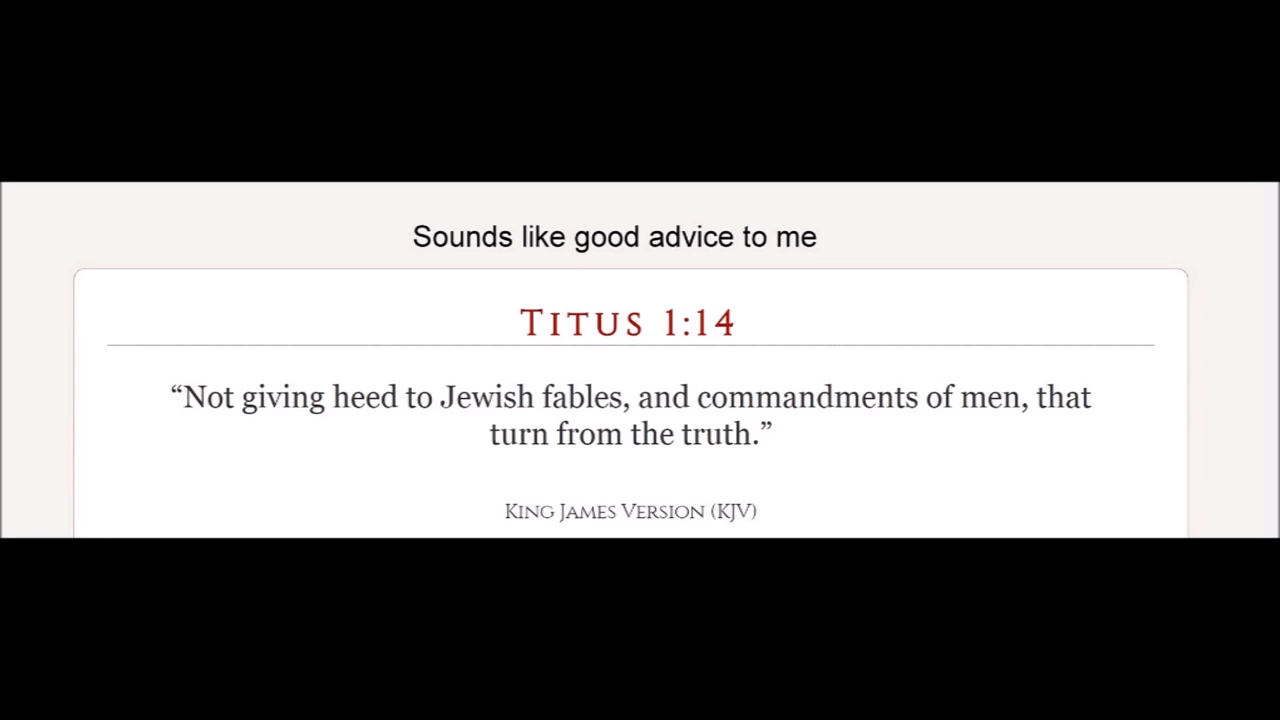 Sounds like good advice to me
Titus 1:14
“Not giving heed to Jewish fables, and commandments of men, that
turn from the truth.”
King James Version (KJV)